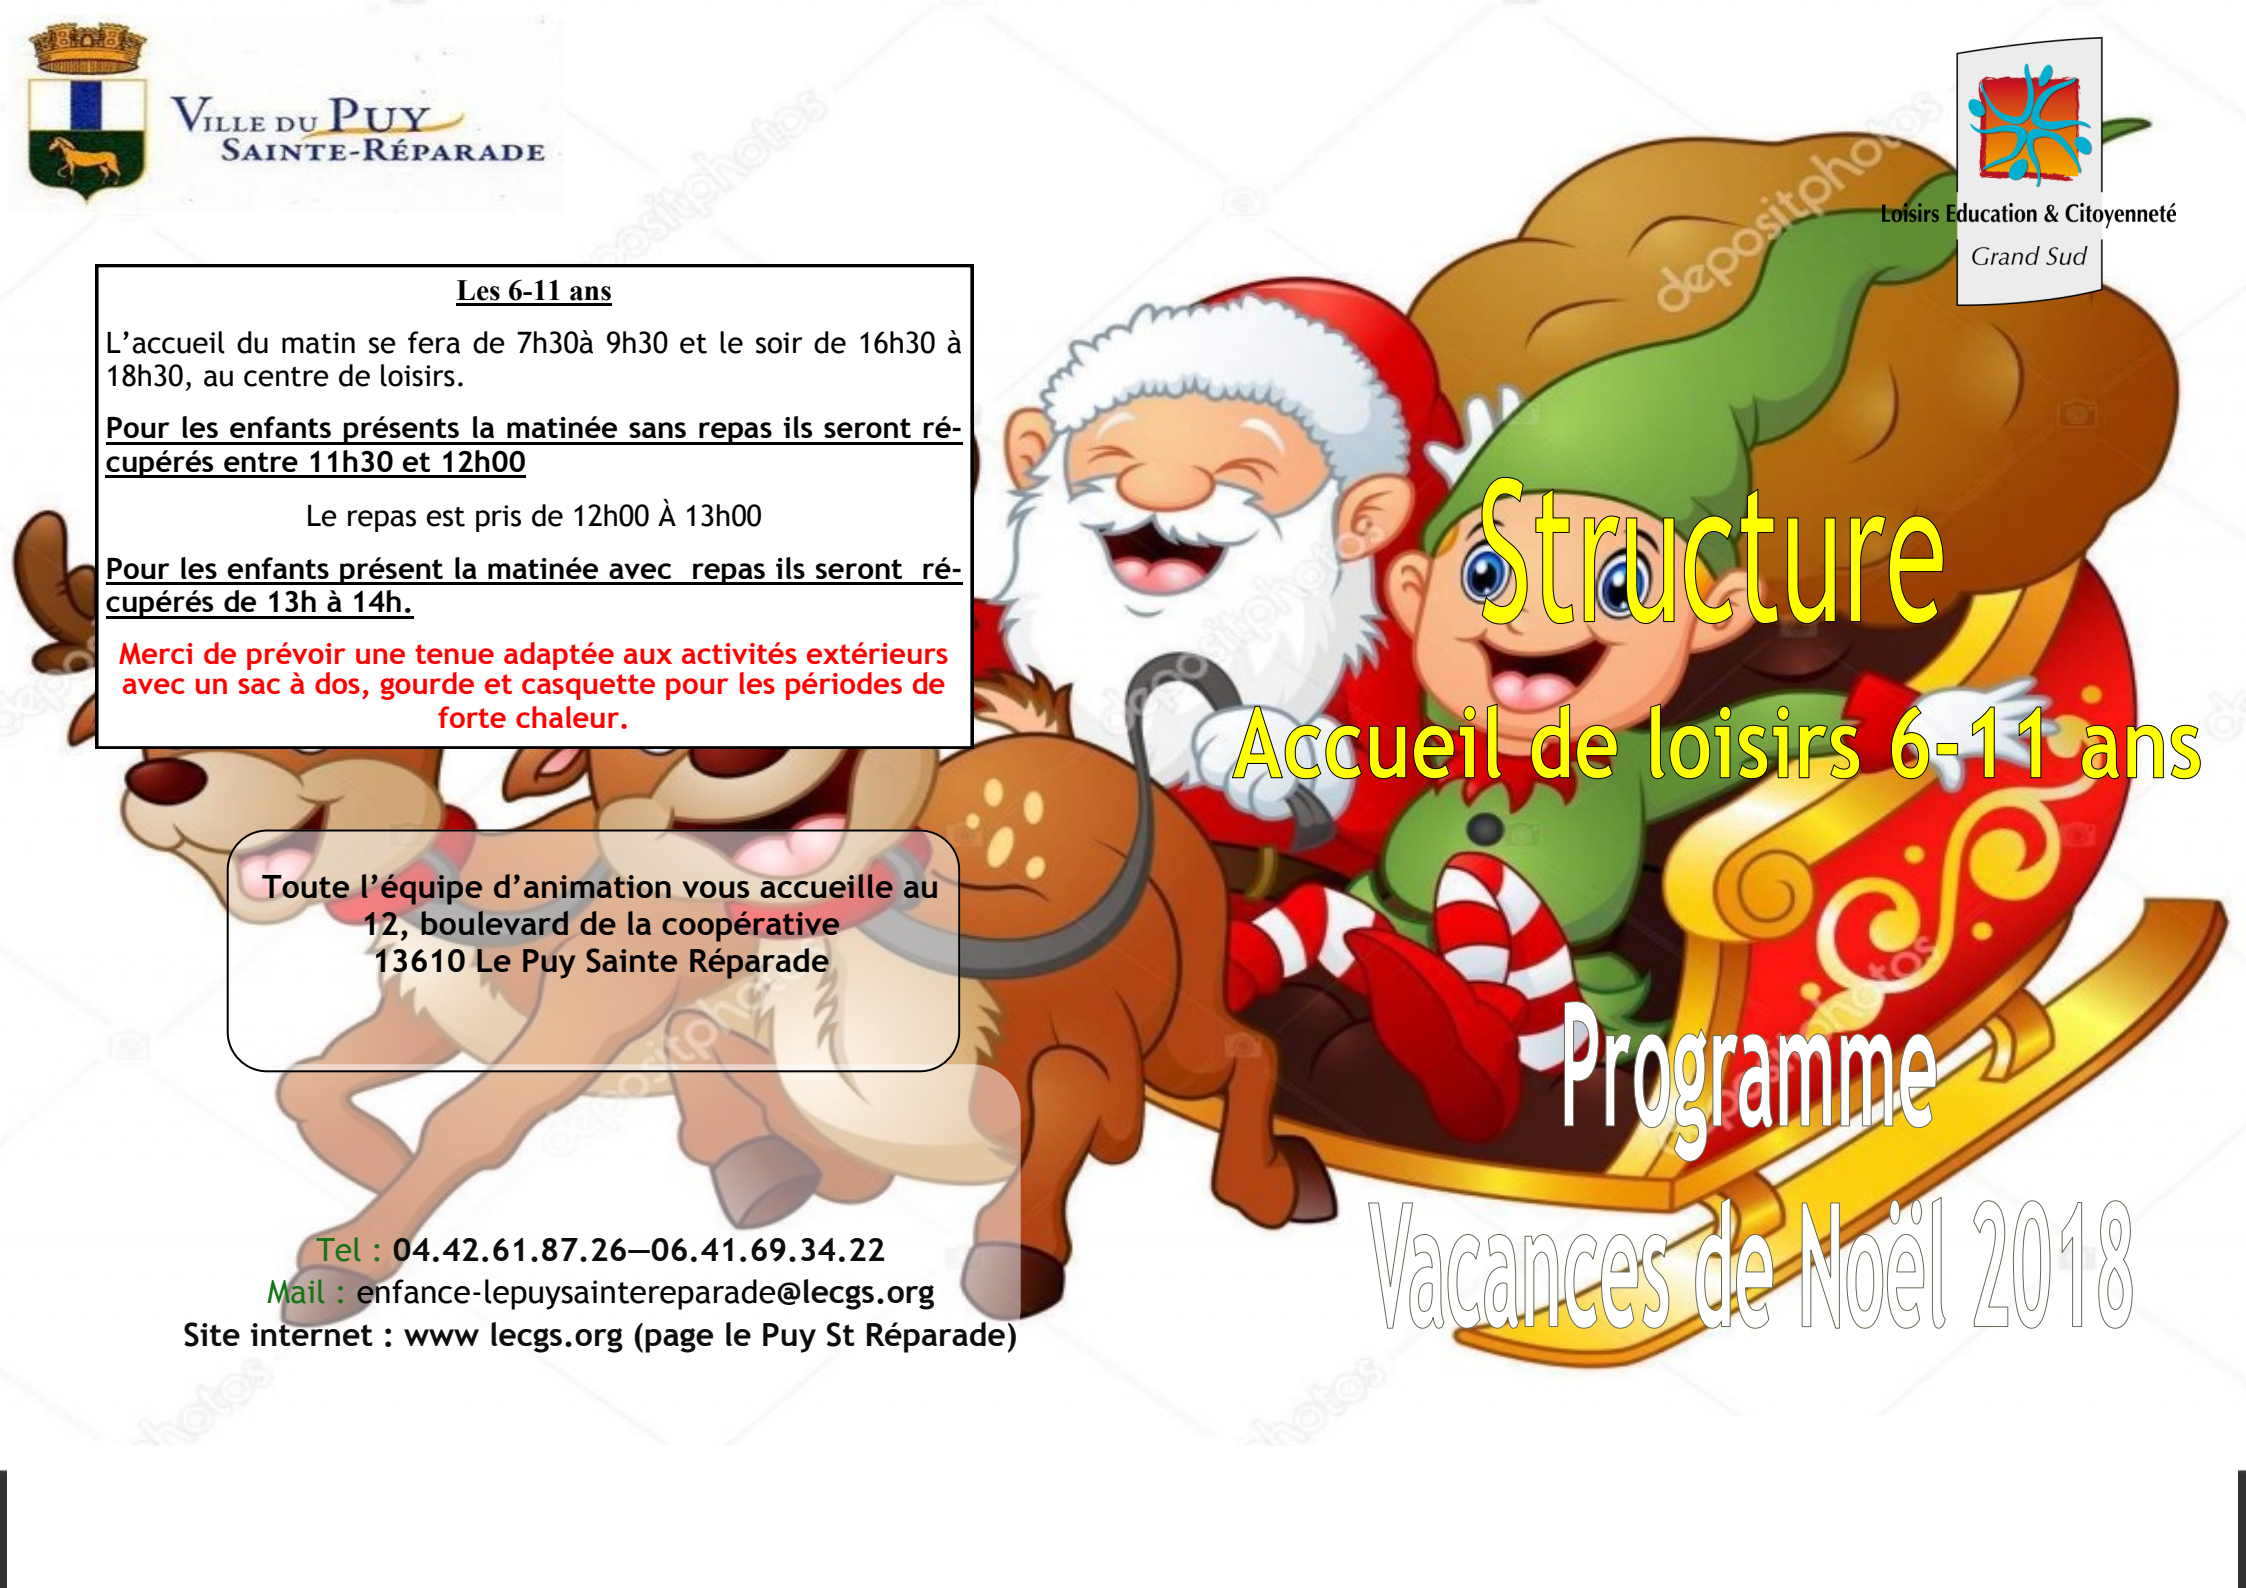 VILLE DU PUY
SAINTE-RÉPARADE
Les 6-11 ans
L’accueil du matin se fera de 7h30à 9h30 et le soir de 16h30 à
18h30, au centre de loisirs.
Pour les enfants présents la matinée sans repas ils seront ré-
cupérés entre 11h30 et 12h00
Le repas est pris de 12h00 À 13h00
Pour les enfants présent la matinée avec repas ils seront ré-
cupérés de 13h à 14h.
Merci de prévoir une tenue adaptée aux activités extérieurs
avec un sac à dos, gourde et casquette pour les périodes de
forte chaleur.
Toute l’équipe d’animation vous accueille au
12, boulevard de la coopérative
13610 Le Puy Sainte Réparade
Tel : 04.42.61.87.26—06.41.69.34.22
Mail : enfance-lepuysaintereparade@lecgs.org
Site internet : www lecgs.org (page le Puy St Réparade)
Loisirs Education & Citoyenneté
Grand Sud
Structure
Accueil de loisirs 6-11 ans
Programme
Vacances de Noël 2018
depositphotos